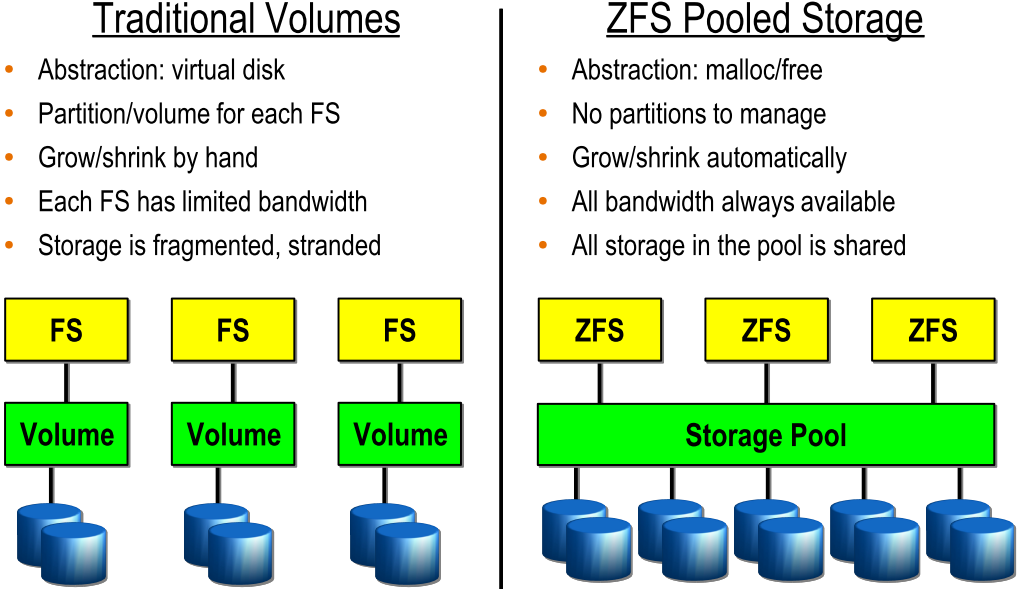 Traditional Volumes
• Abstraction: virtual disk
• Partition/volume for each FS
• Grow/shrink by hand
• Each FS has limited bandwidth
• Storage is fragmented, stranded
FS FS FS
Volume Volume Volume
ZFS Pooled Storage
• Abstraction: malloc/free
• No partitions to manage
• Grow/shrink automatically
• All bandwidth always available
• All storage in the pool is shared
ZFS ZFS ZFS
Storage Pool